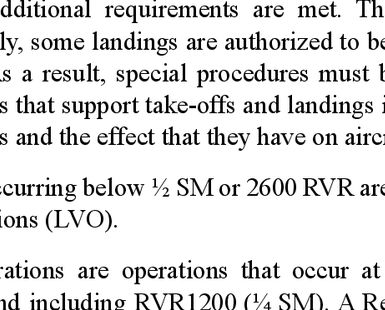 dditional requirements are met. Th
ly, some landings are authorized to be
As a result, special procedures must b
s that support take-offs and landings i
s and the effect that they have on aircr
ccurring below ½ SM or 2600 RVR are
ions (LVO).
rations are operations that occur at
nd including RVR1200 (¼ SM). A Re